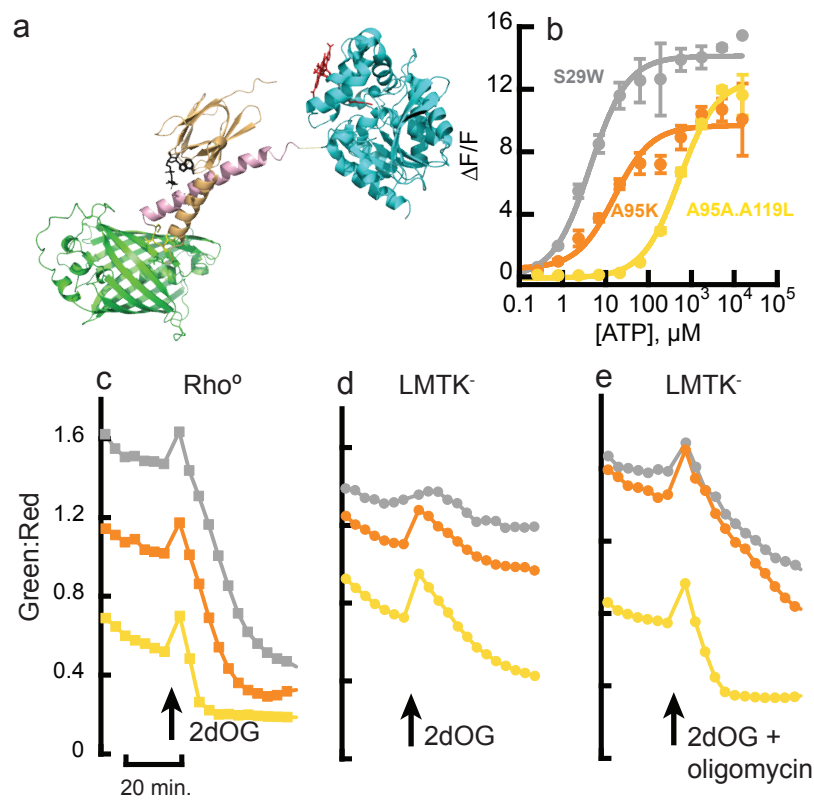 a
b
16
12
8
4
0
ΔF/F
S29W
A95K
A95A.A119L
0.1 1 10 100 10³ 10⁴ 10⁵
[ATP], µM
c
Rhoº
d
LMTK⁻
e
LMTK⁻
1.6
1.2
0.8
0.4
0
Green:Red
2dOG
2dOG
2dOG +
oligomycin
20 min.